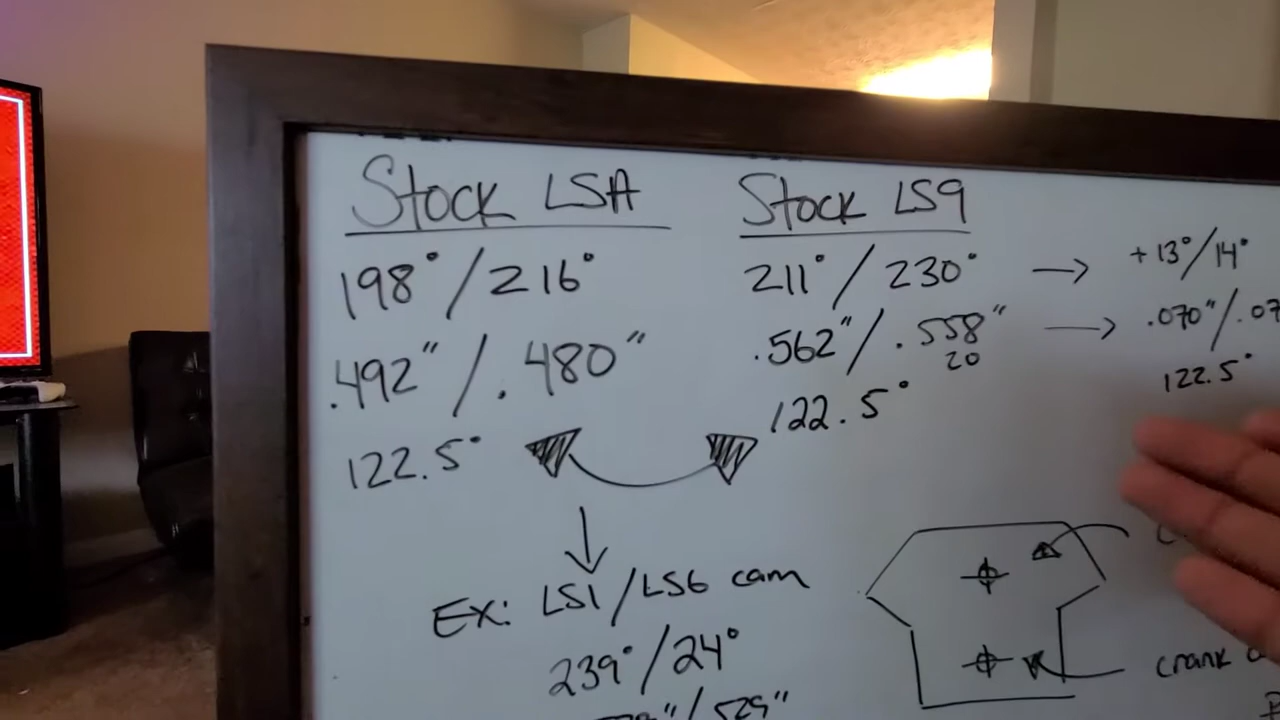 Stock LSA
198° / 216°
.492" / .480"
122.5°
Stock LS9
211° / 230°
.562" / .558"
20
122.5°
+13°/14°
.070"/.07
122.5°
Ex: LS1/LS6 cam
239°/24°
crank